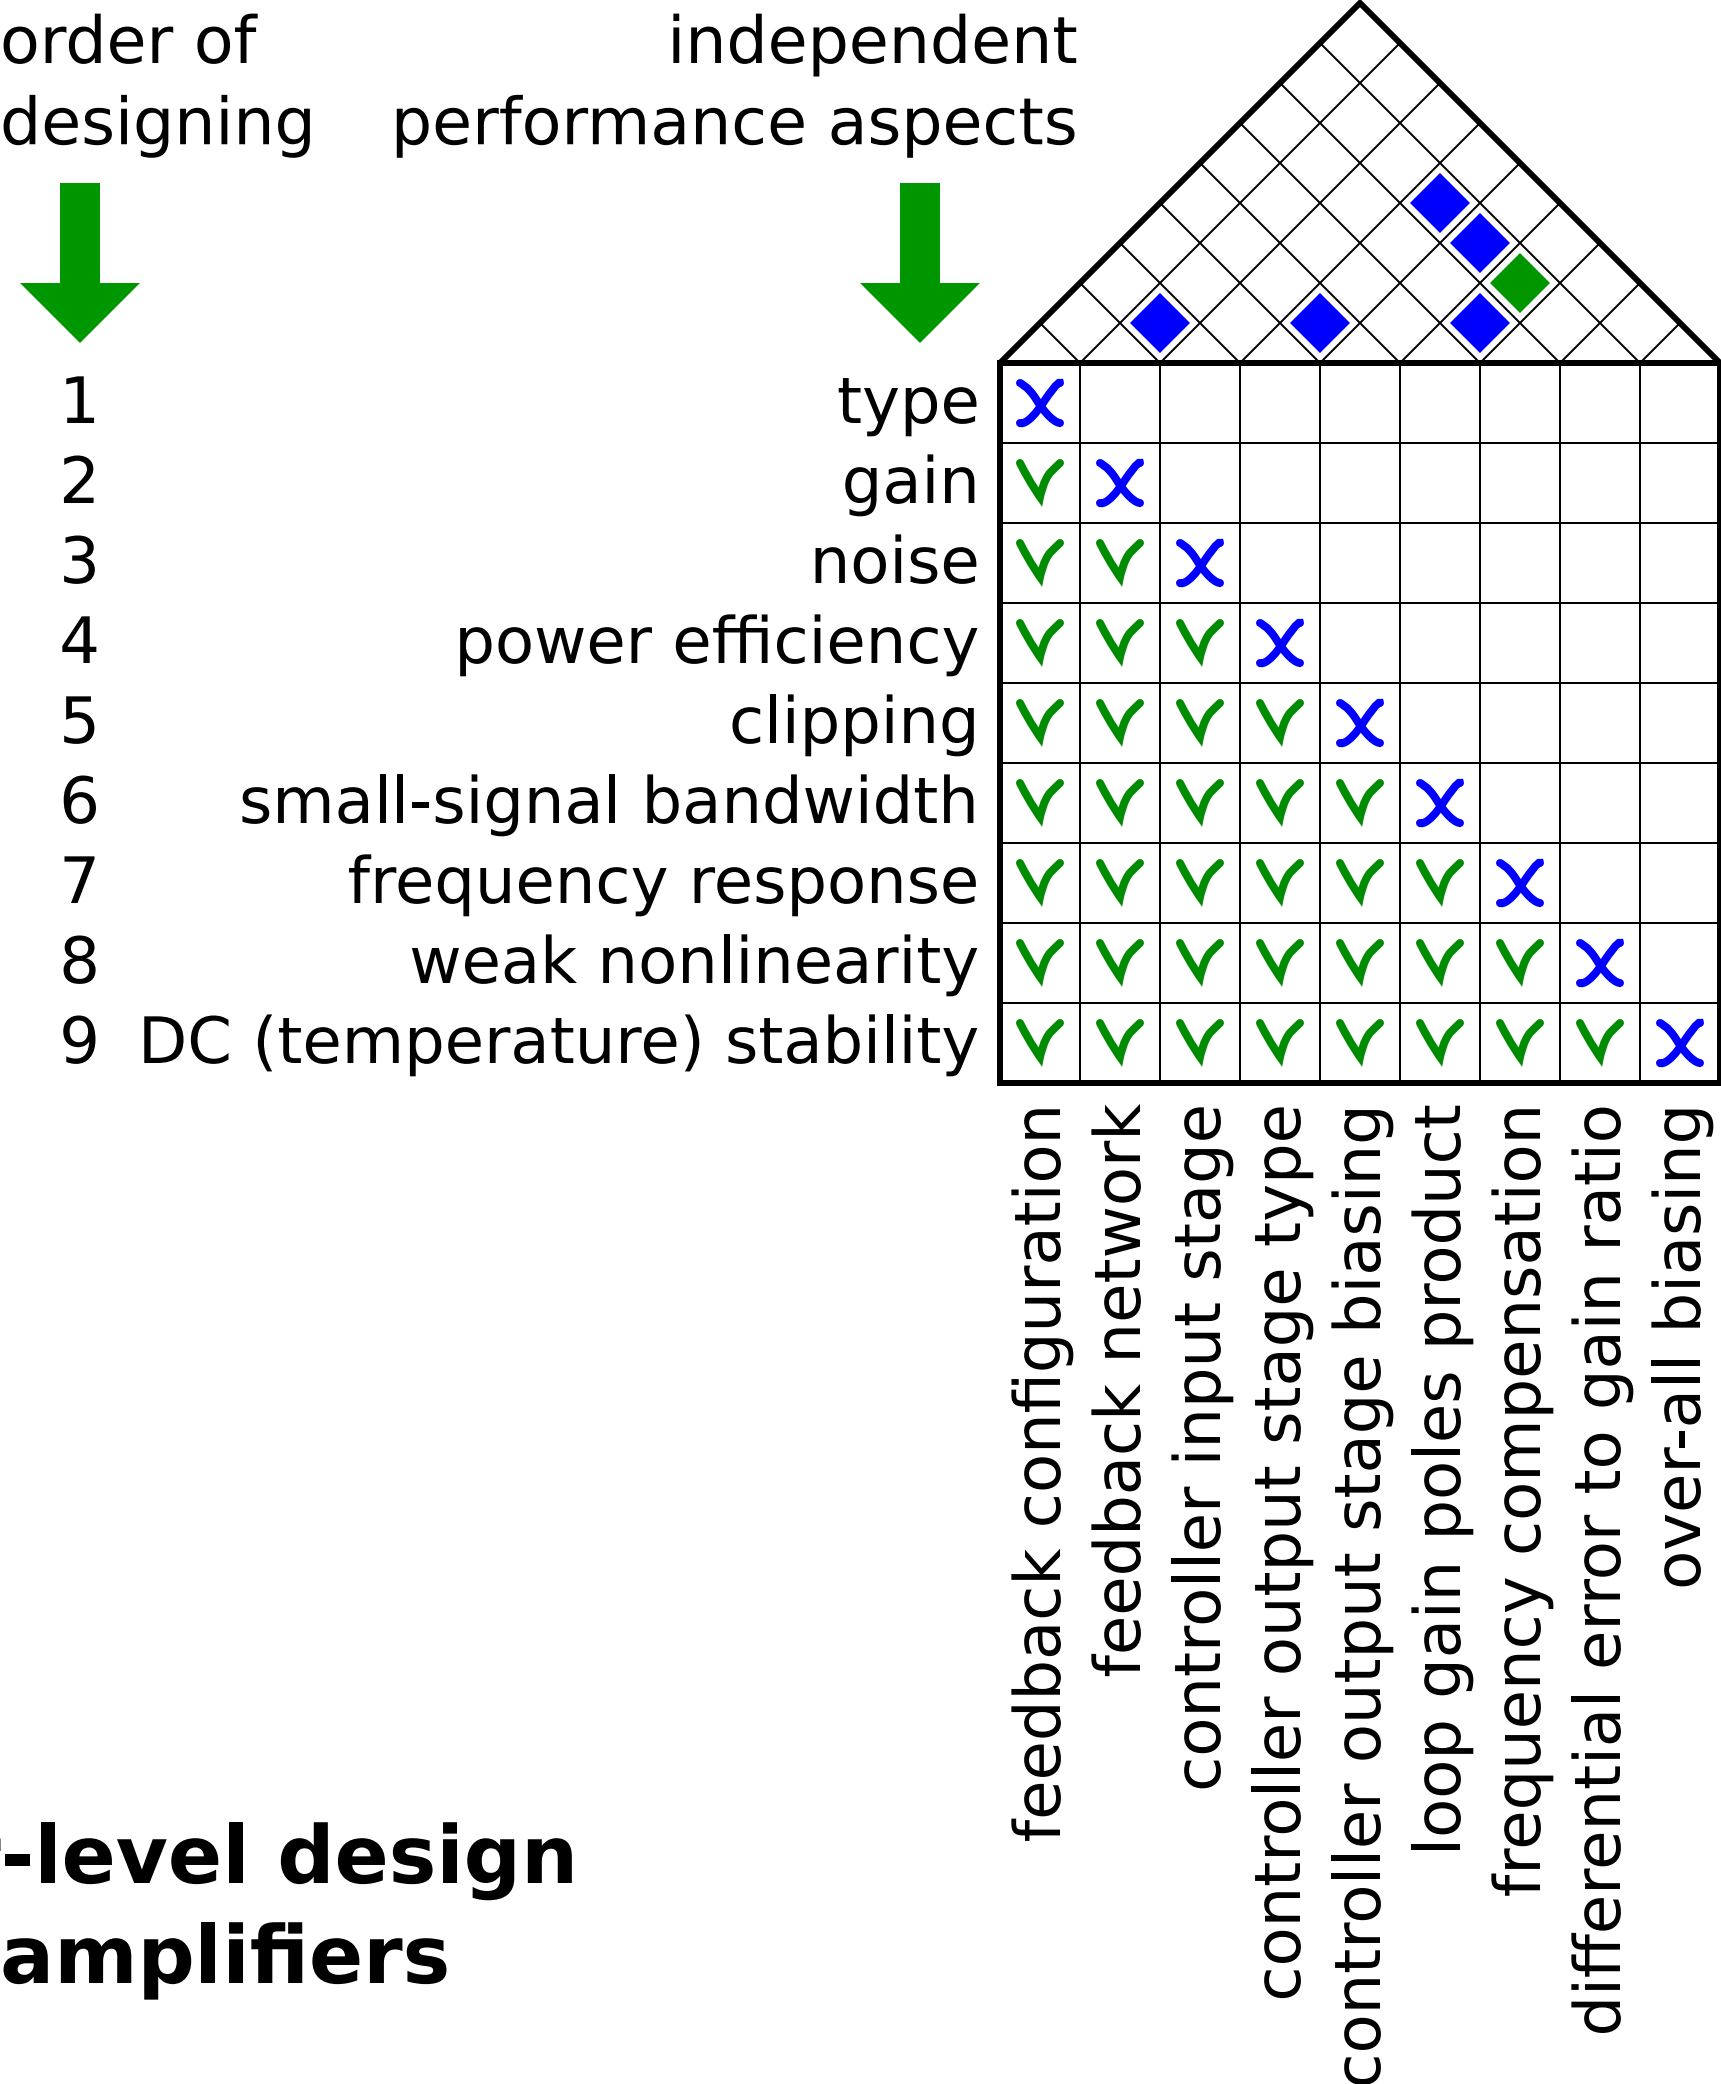 order of
designing
independent
performance aspects
1 type
2 gain
3 noise
4 power efficiency
5 clipping
6 small-signal bandwidth
7 frequency response
8 weak nonlinearity
9 DC (temperature) stability
feedback configuration
feedback network
controller input stage
controller output stage type
controller output stage biasing
loop gain poles product
frequency compensation
differential error to gain ratio
over-all biasing
-level design
amplifiers